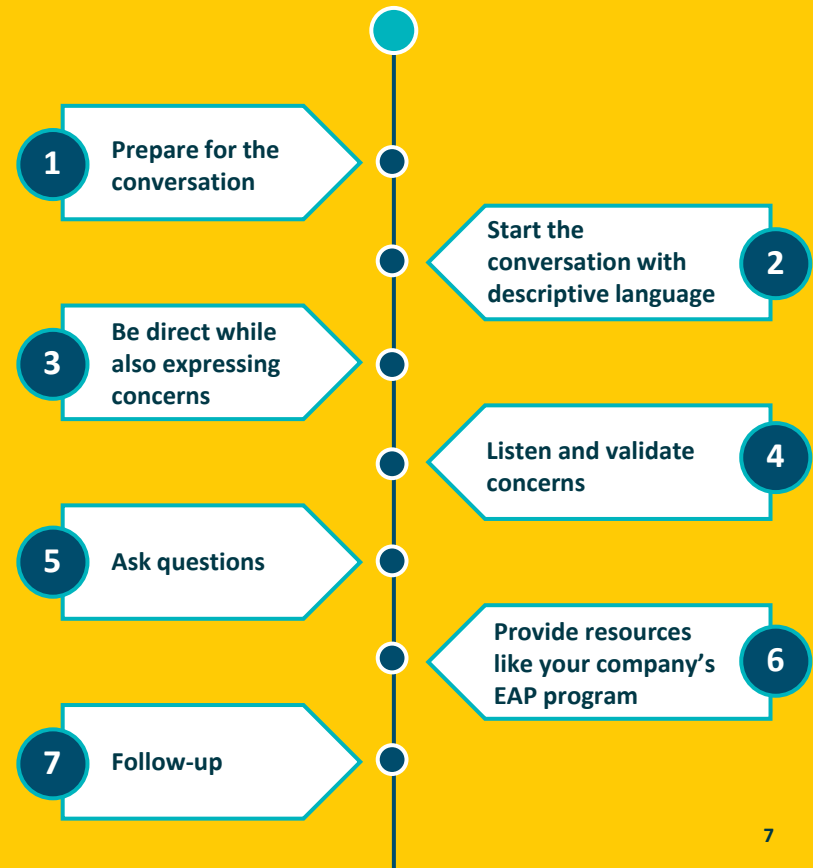 1
Prepare for the
conversation
Start the
conversation with
descriptive language
2
3
Be direct while
also expressing
concerns
Listen and validate
concerns
4
5
Ask questions
Provide resources
like your company’s
EAP program
6
7
Follow-up
7